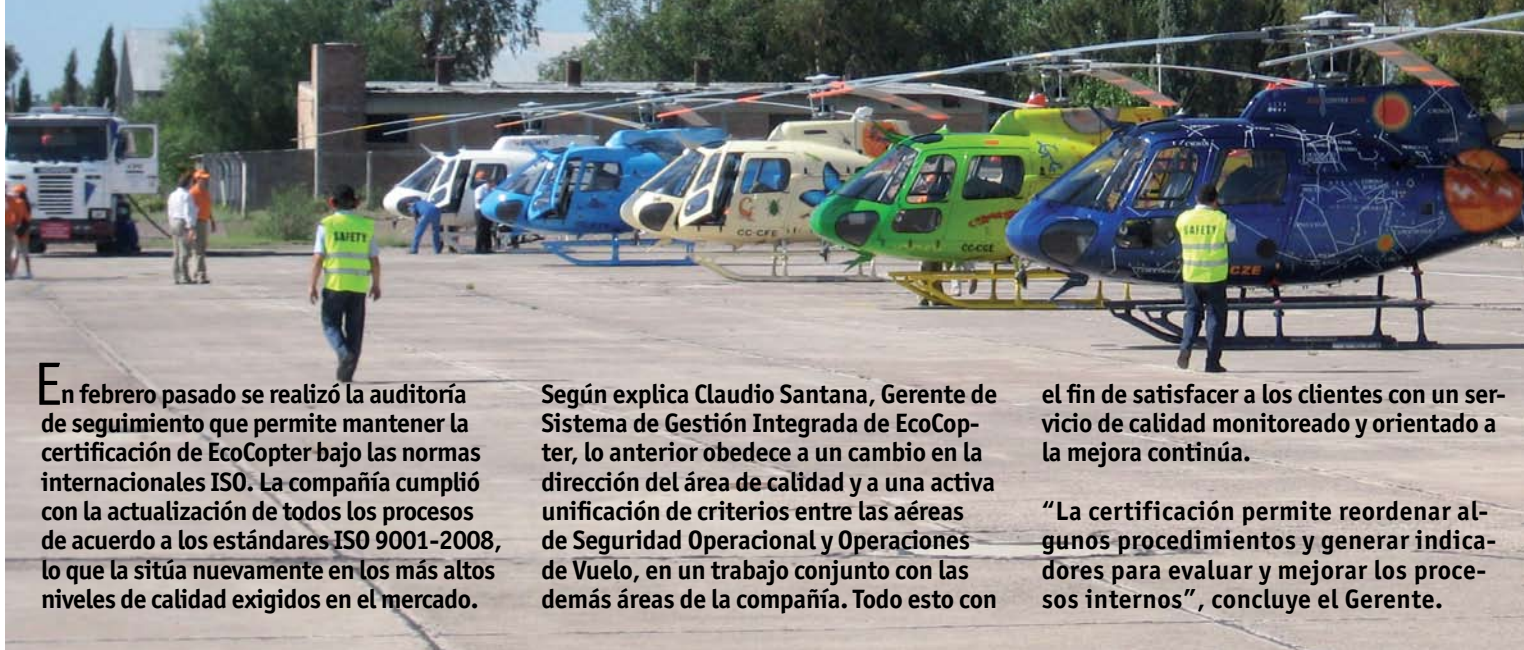 En febrero pasado se realizó la auditoría
de seguimiento que permite mantener la
certificación de EcoCopter bajo las normas
internacionales ISO. La compañía cumplió
con la actualización de todos los procesos
de acuerdo a los estándares ISO 9001-2008,
lo que la sitúa nuevamente en los más altos
niveles de calidad exigidos en el mercado.
Según explica Claudio Santana, Gerente de
Sistema de Gestión Integrada de EcoCop-
ter, lo anterior obedece a un cambio en la
dirección del área de calidad y a una activa
unificación de criterios entre las aéreas
de Seguridad Operacional y Operaciones
de Vuelo, en un trabajo conjunto con las
demás áreas de la compañía. Todo esto con
el fin de satisfacer a los clientes con un ser-
vicio de calidad monitoreado y orientado a
la mejora continúa.
“La certificación permite reordenar al-
gunos procedimientos y generar indica-
dores para evaluar y mejorar los proce-
sos internos”, concluye el Gerente.
SAFETY
SAFETY
CC-CFE
CC-CGE
CZE